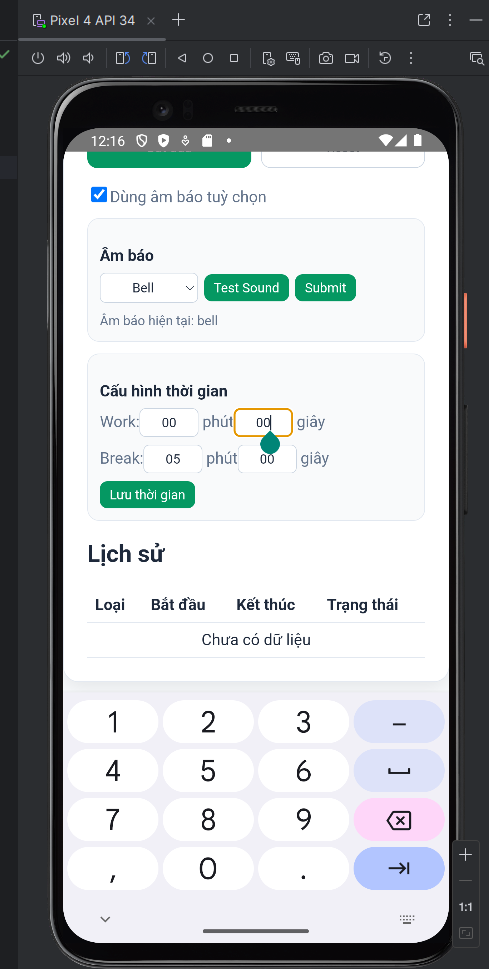 Pixel 4 API 34
12:16
Dùng âm báo tuỳ chọn
Âm báo
Bell Test Sound Submit
Âm báo hiện tại: bell
Cấu hình thời gian
Work: 00 phút 00 giây
Break: 05 phút 00 giây
Lưu thời gian
Lịch sử
Loại Bắt đầu Kết thúc Trạng thái
Chưa có dữ liệu
1 2 3 –
4 5 6
7 8 9
, 0 .
1:1